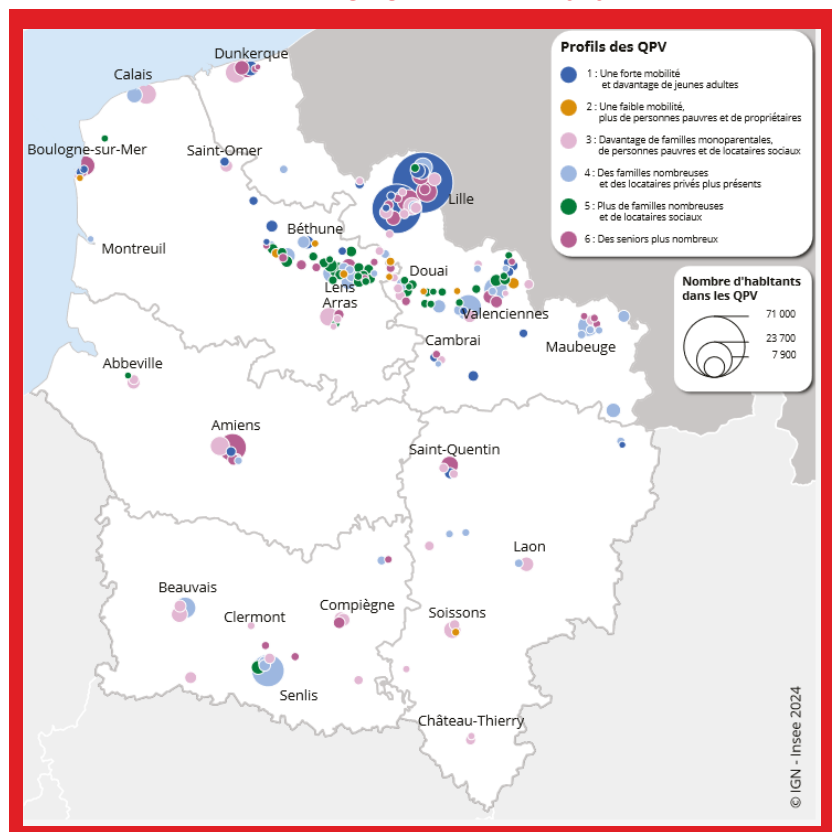 Profils des QPV
1 : Une forte mobilité
et davantage de jeunes adultes
2 : Une faible mobilité,
plus de personnes pauvres et de propriétaires
3 : Davantage de familles monoparentales,
de personnes pauvres et de locataires sociaux
4 : Des familles nombreuses
et des locataires privés plus présents
5 : Plus de familles nombreuses
et de locataires sociaux
6 : Des seniors plus nombreux
Nombre d'habitants
dans les QPV
71 000
23 700
7 900
Dunkerque
Calais
Boulogne-sur-Mer
Saint-Omer
Lille
Béthune
Montreuil
Douai
Lens
Arras
Valenciennes
Cambrai
Maubeuge
Abbeville
Amiens
Saint-Quentin
Laon
Beauvais
Clermont
Compiègne
Soissons
Senlis
Château-Thierry
© IGN - Insee 2024